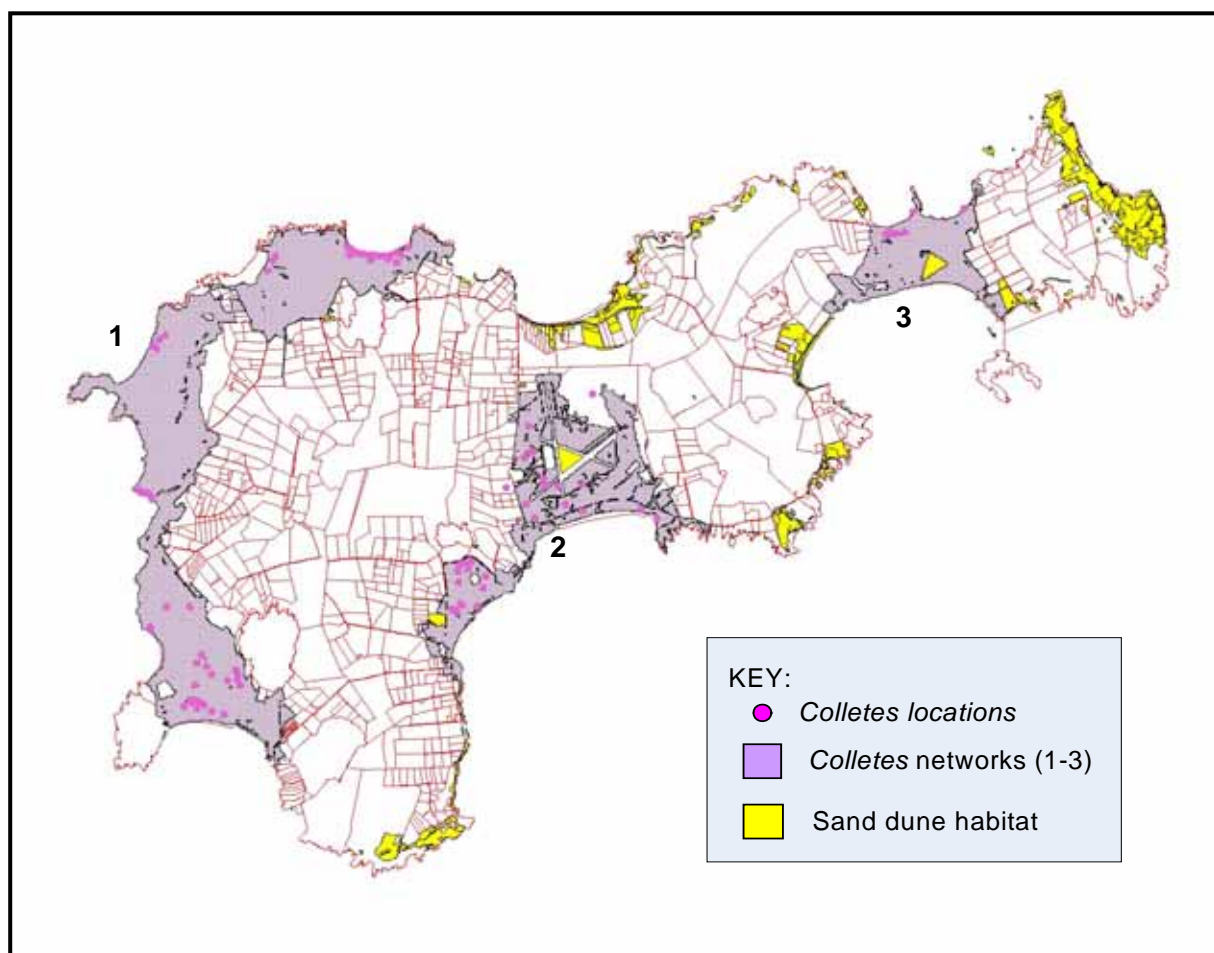 1
3
2
KEY:
Colletes locations
Colletes networks (1-3)
Sand dune habitat